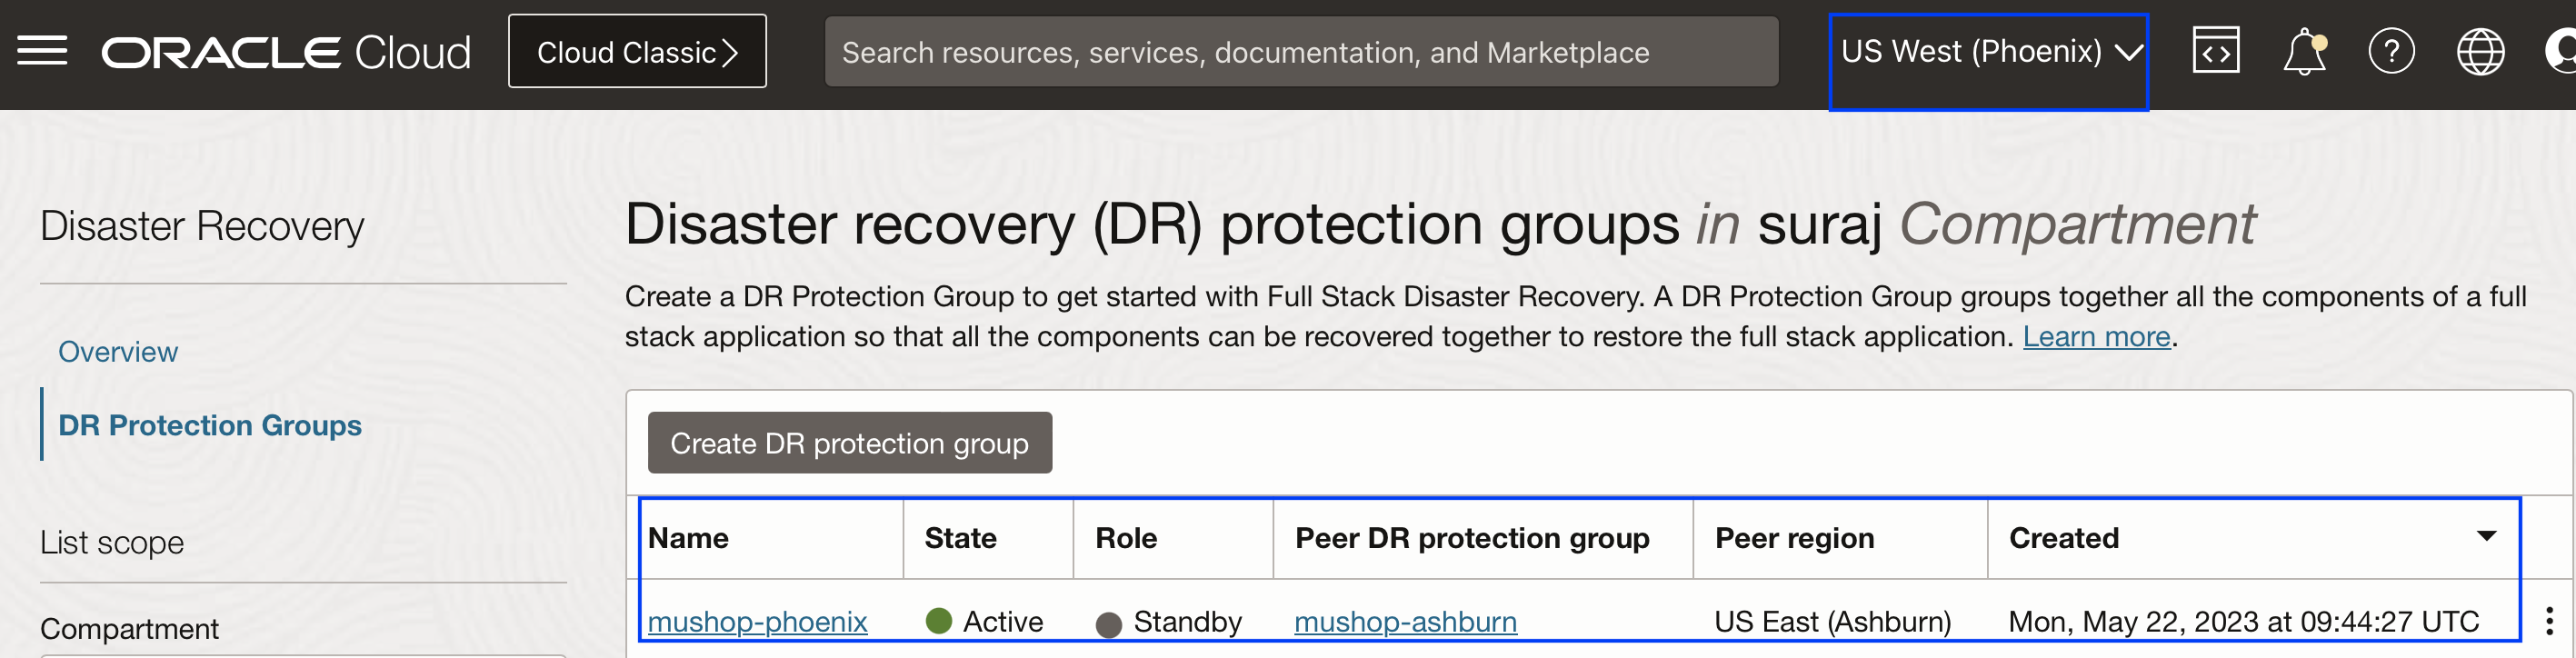 ORACLE Cloud
Cloud Classic
Search resources, services, documentation, and Marketplace
US West (Phoenix)
Disaster Recovery
Overview
DR Protection Groups
List scope
Compartment
Disaster recovery (DR) protection groups in suraj Compartment
Create a DR Protection Group to get started with Full Stack Disaster Recovery. A DR Protection Group groups together all the components of a full
stack application so that all the components can be recovered together to restore the full stack application. Learn more.
Create DR protection group
Name State Role Peer DR protection group Peer region Created
mushop-phoenix Active Standby mushop-ashburn US East (Ashburn) Mon, May 22, 2023 at 09:44:27 UTC